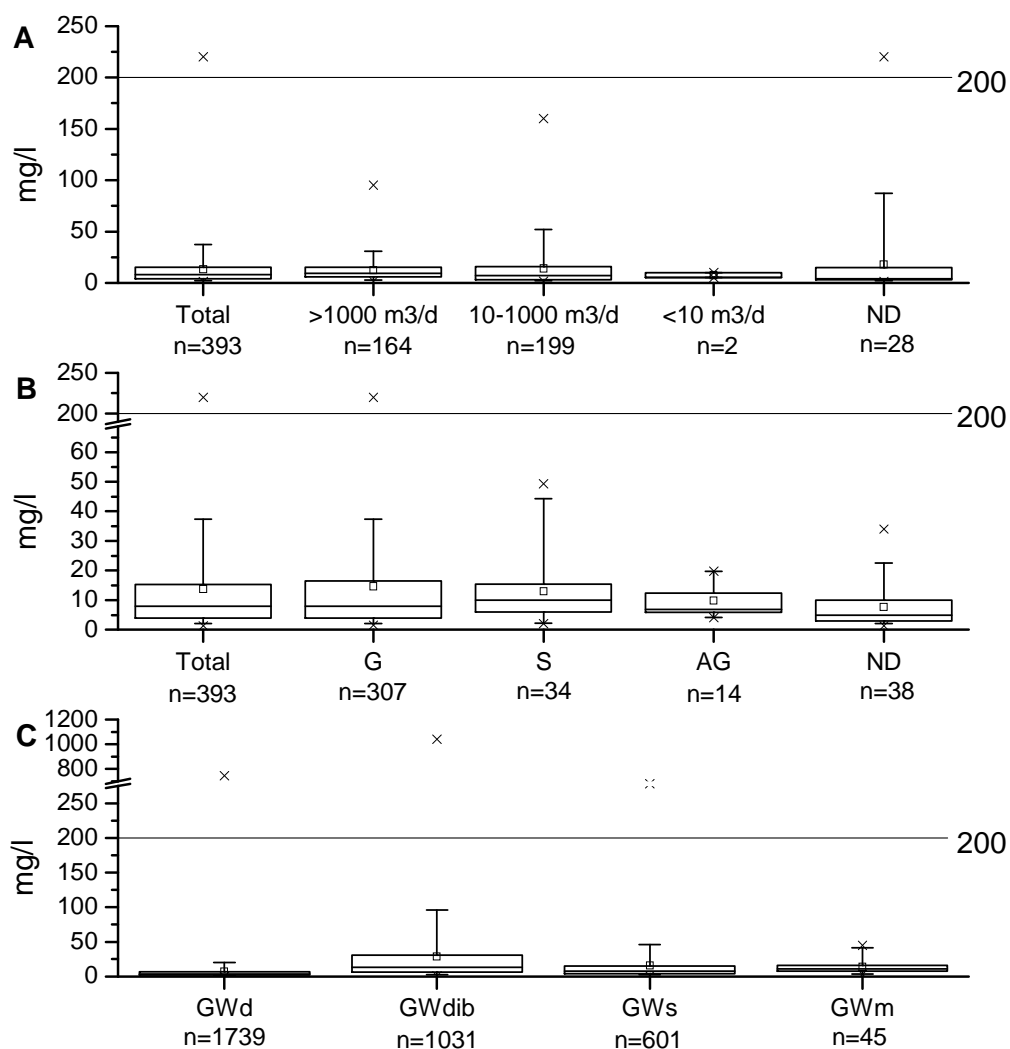 A
250
200
150
100
50
0
mg/l
200
Total
n=393
>1000 m3/d
n=164
10-1000 m3/d
n=199
<10 m3/d
n=2
ND
n=28
B
250
200
60
50
40
30
20
10
0
mg/l
200
Total
n=393
G
n=307
S
n=34
AG
n=14
ND
n=38
C
1200
1000
800
250
200
150
100
50
0
mg/l
200
GWd
n=1739
GWdib
n=1031
GWs
n=601
GWm
n=45